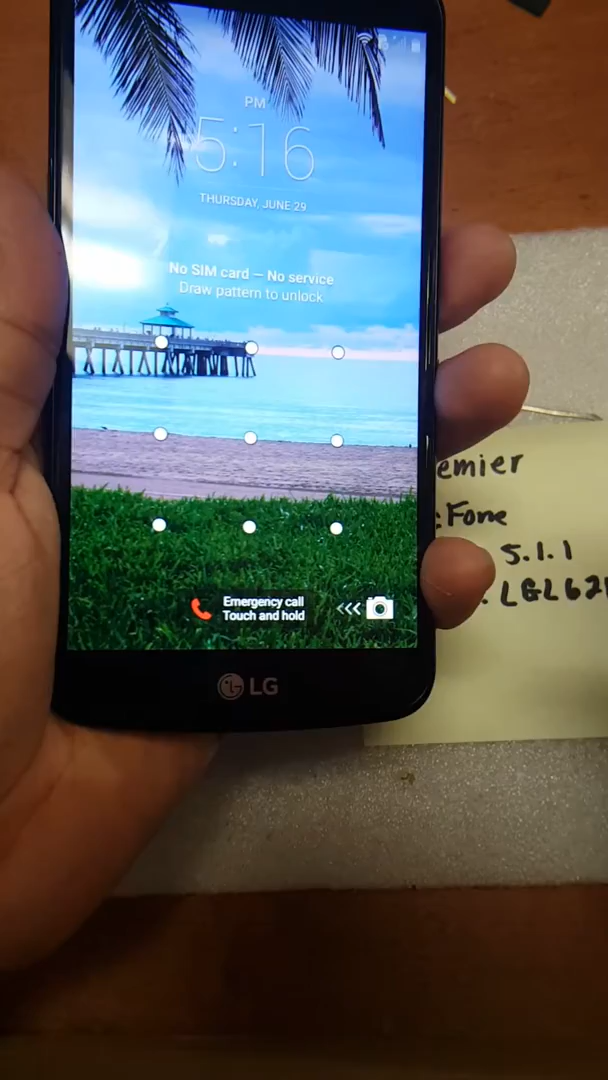 PM
5:16
THURSDAY, JUNE 29
No SIM card – No service
Draw pattern to unlock
Emergency call
Touch and hold
LG
emier
Fone
5.1.1
LGL62